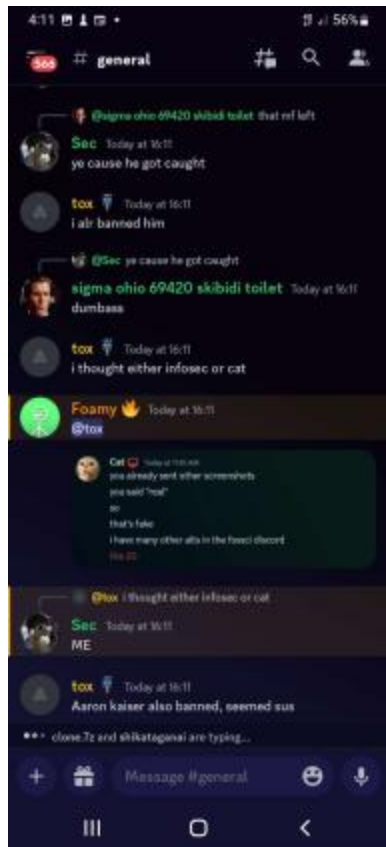 4:11
56%
566
# general
@sigma ohio 69420 skibidi toilet that mf left
Sec Today at 16:11
ye cause he got caught
tox Today at 16:11
i alr banned him
@Sec ye cause he got caught
sigma ohio 69420 skibidi toilet Today at 16:11
dumbass
tox Today at 16:11
i thought either infosec or cat
Foamy Today at 16:11
@tox
Cat
you already sent other screenshots
you said "real"
so
that's fake
i have many other alts in the fossci discord
@tox i thought either infosec or cat
Sec Today at 16:11
ME
tox Today at 16:11
Aaron kaiser also banned, seemed sus
clone.7z and shikataganai are typing...
Message #general